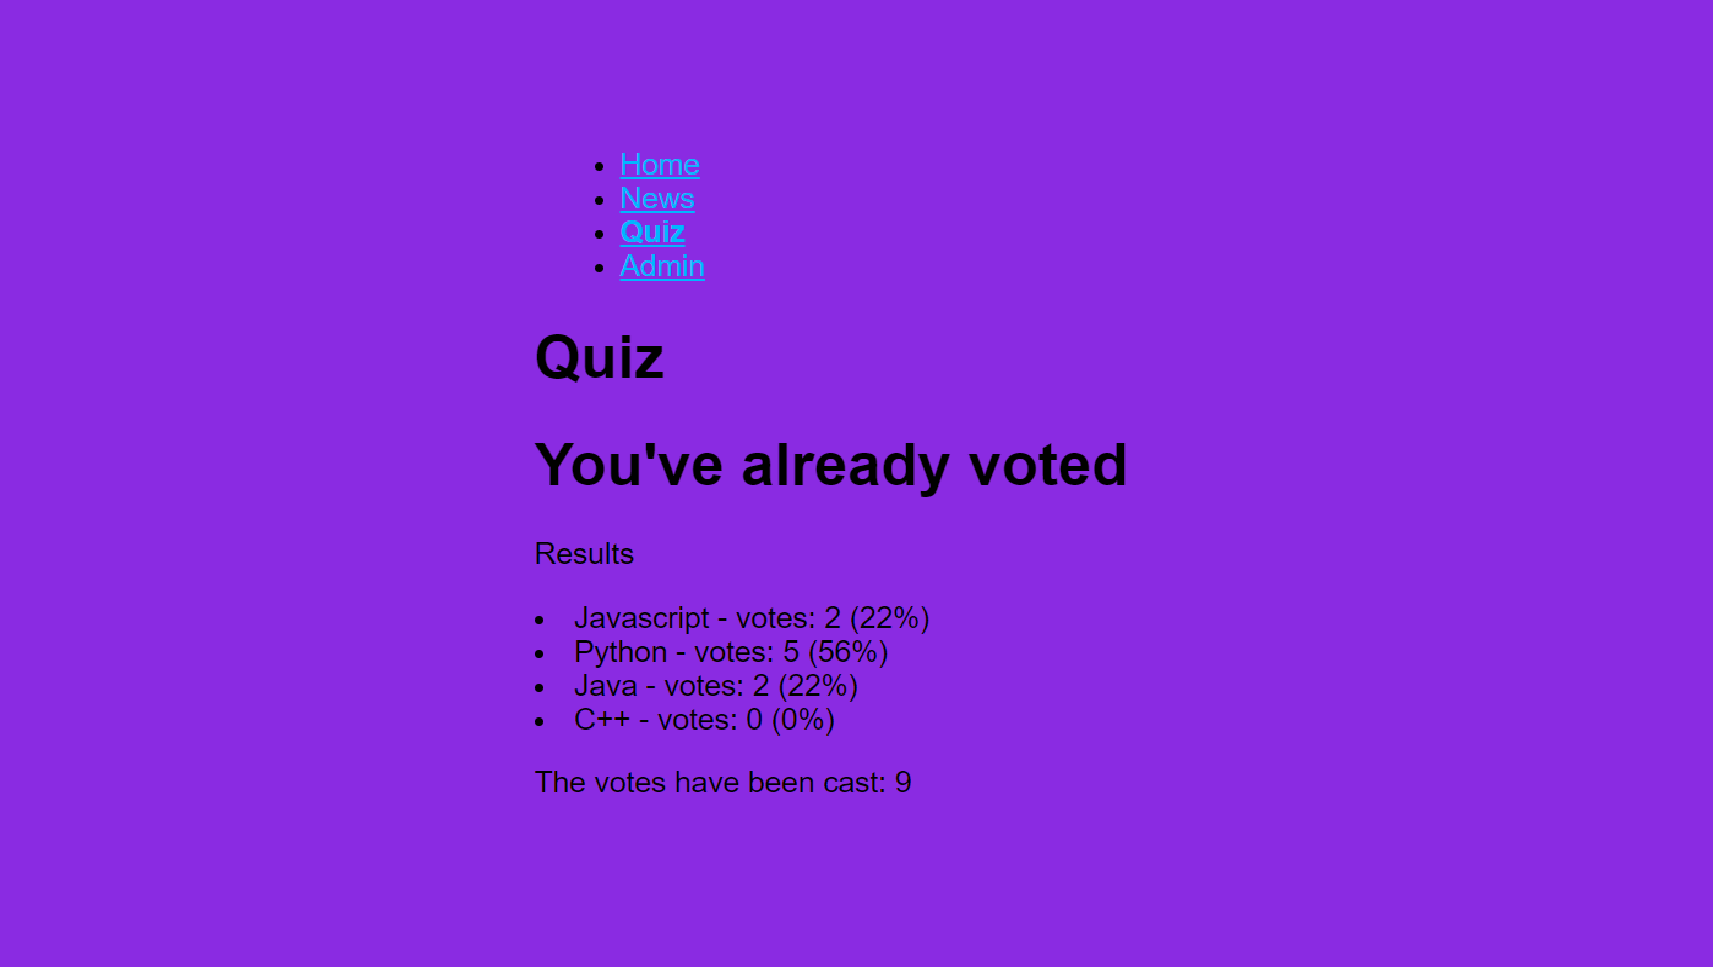 Home
News
Quiz
Admin
Quiz
You've already voted
Results
Javascript - votes: 2 (22%)
Python - votes: 5 (56%)
Java - votes: 2 (22%)
C++ - votes: 0 (0%)
The votes have been cast: 9